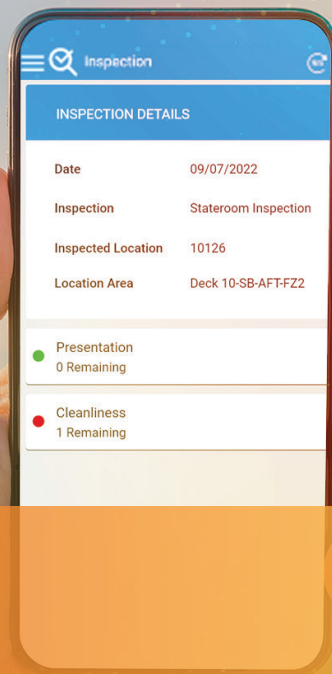 Inspection
INSPECTION DETAILS
Date 09/07/2022
Inspection Stateroom Inspection
Inspected Location 10126
Location Area Deck 10-SB-AFT-FZ2
Presentation
0 Remaining
Cleanliness
1 Remaining